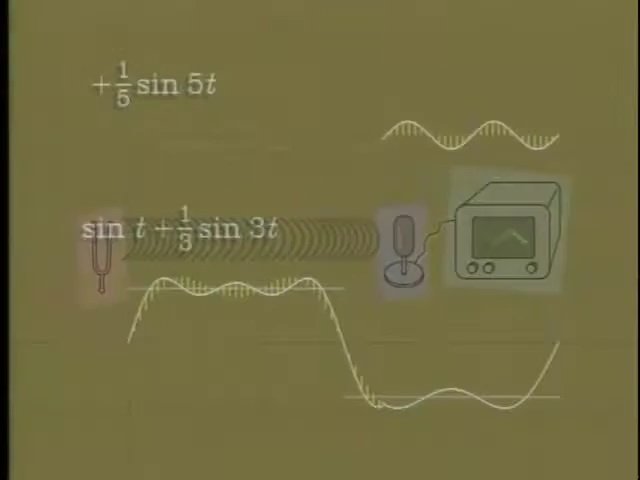 +1/5 sin 5t
sin t + 1/3 sin 3t